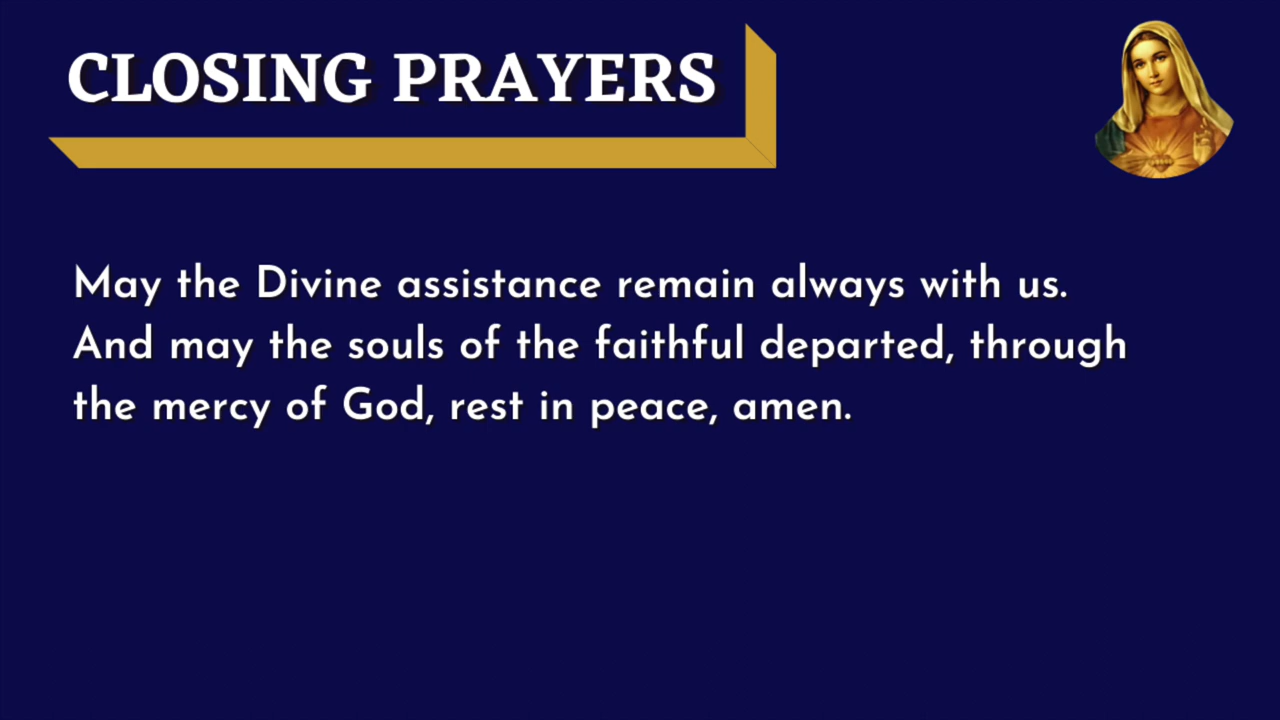 CLOSING PRAYERS
May the Divine assistance remain always with us.
And may the souls of the faithful departed, through
the mercy of God, rest in peace, amen.